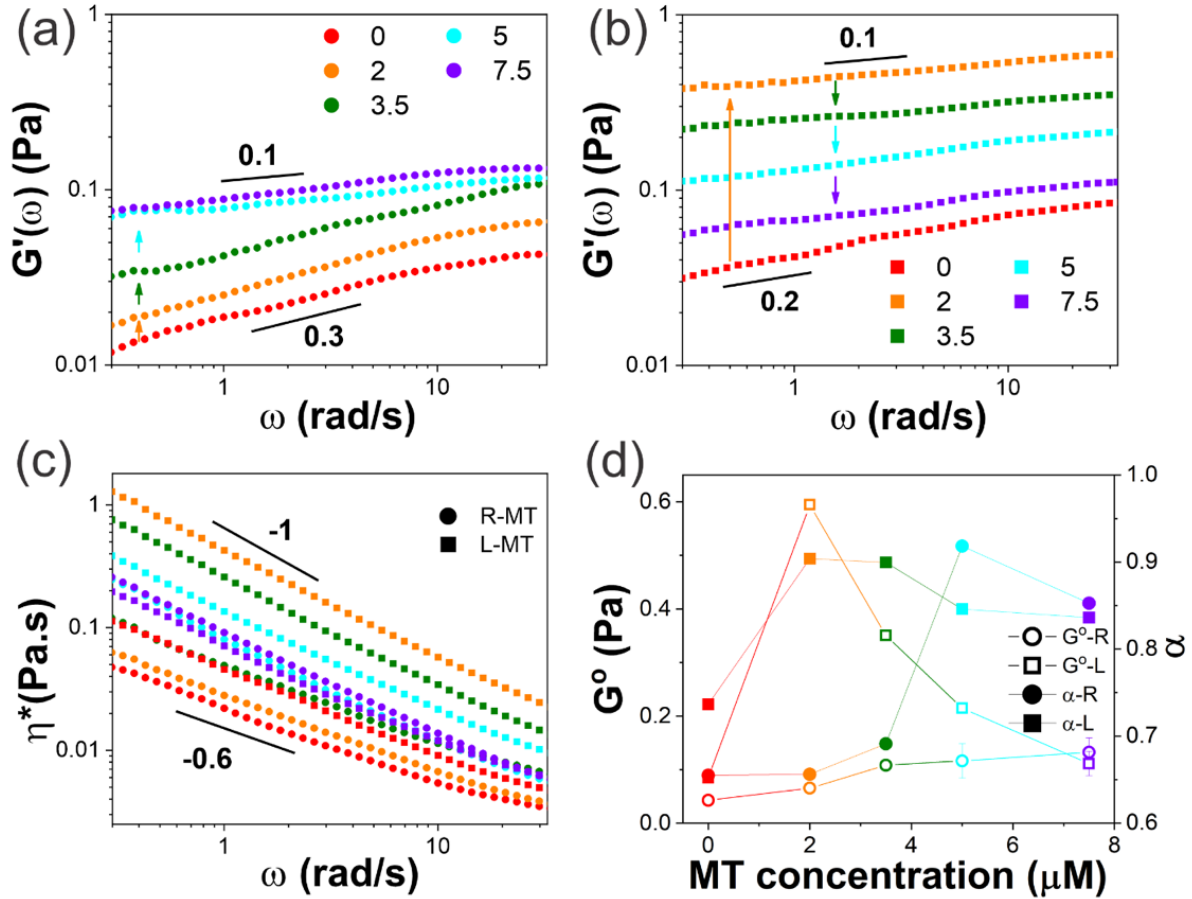 (a)
G'(ω) (Pa)
1
0.1
0.01
0
2
3.5
5
7.5
0.1
0.3
1
10
ω (rad/s)
(b)
G'(ω) (Pa)
1
0.1
0.01
0.1
0.2
0
2
3.5
5
7.5
1
10
ω (rad/s)
(c)
η*(Pa.s)
1
0.1
0.01
-1
-0.6
R-MT
L-MT
1
10
ω (rad/s)
(d)
G° (Pa)
0.6
0.4
0.2
0.0
1.0
0.9
0.8
0.7
0.6
α
G°-R
G°-L
α-R
α-L
0
2
4
6
8
MT concentration (μM)